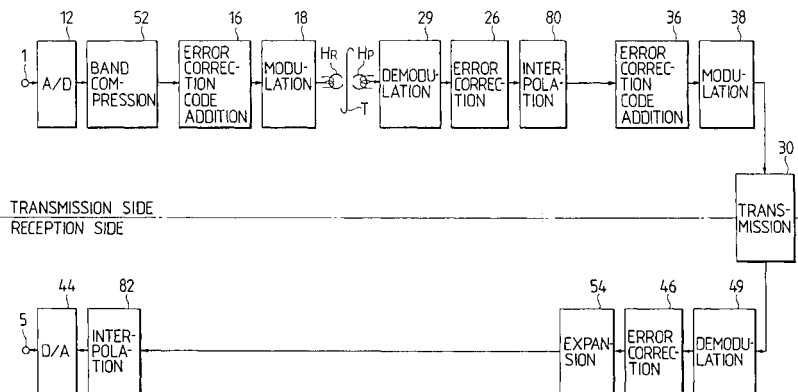 12
52
16
18
29
26
80
36
38
1
A/D
BAND
COM-
PRESSION
ERROR
CORREC-
TION
CODE
ADDITION
MODU-
LATION
HR
HP
T
DEMODU-
LATION
ERROR
CORREC-
TION
INTER-
POLA-
TION
ERROR
CORREC-
TION
CODE
ADDITION
MODU-
LATION
30
TRANS-
MISSION
TRANSMISSION SIDE
RECEPTION SIDE
44
82
54
46
49
5
D/A
INTER-
POLA-
TION
EXPAN-
SION
ERROR
CORREC-
TION
DEMODU-
LATION